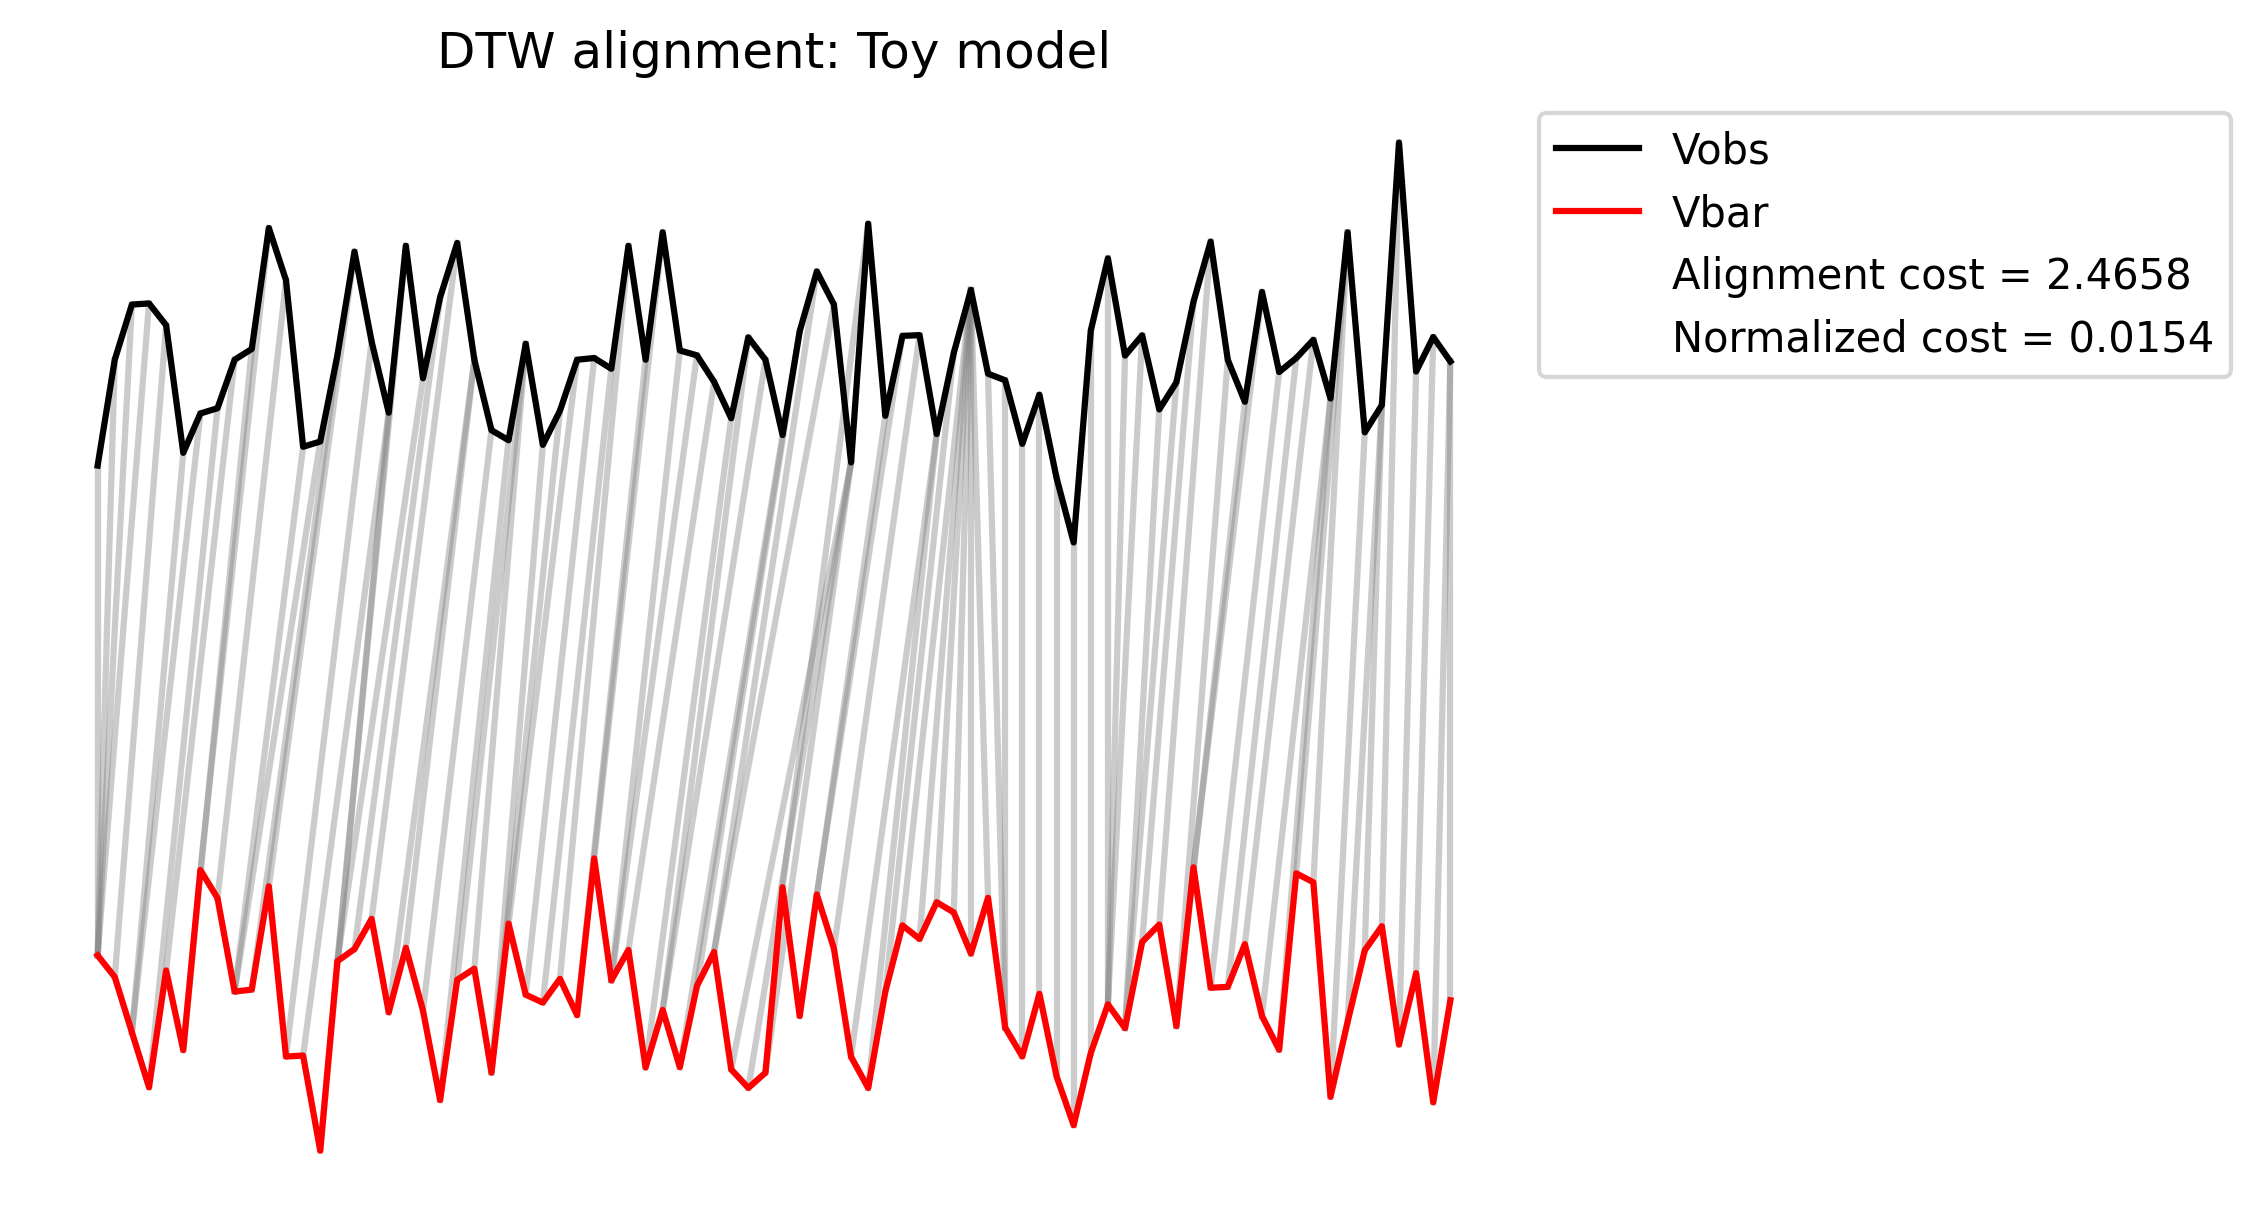 DTW alignment: Toy model
Vobs
Vbar
Alignment cost = 2.4658
Normalized cost = 0.0154